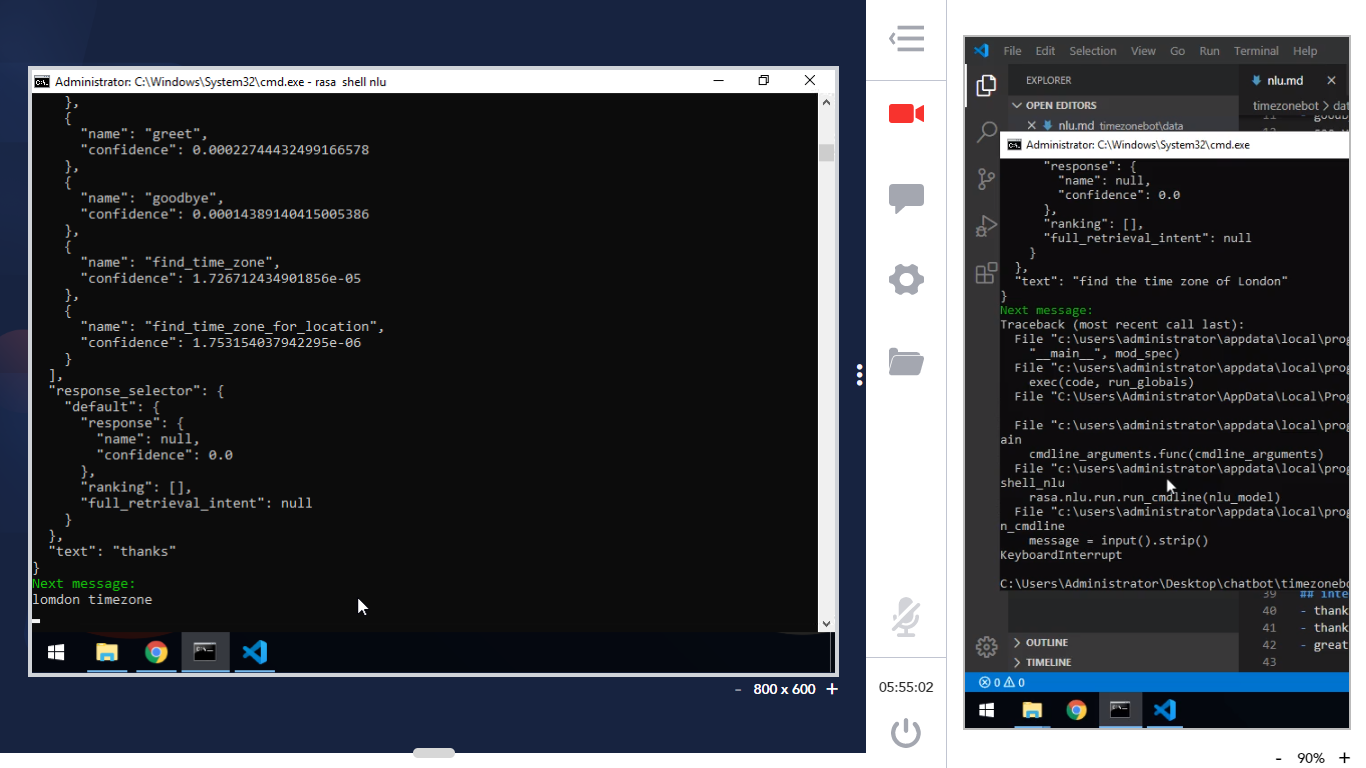 Administrator: C:\Windows\System32\cmd.exe - rasa shell nlu
},
{
"name": "greet",
"confidence": 0.00022744432499166578
},
{
"name": "goodbye",
"confidence": 0.00014389140415005386
},
{
"name": "find_time_zone",
"confidence": 1.726712434901856e-05
},
{
"name": "find_time_zone_for_location",
"confidence": 1.753154037942295e-06
}
],
"response_selector": {
"default": {
"response": {
"name": null,
"confidence": 0.0
},
"ranking": [],
"full_retrieval_intent": null
}
},
"text": "thanks"
}
Next message:
lomdon timezone
- 800 x 600 +
05:55:02
File Edit Selection View Go Run Terminal Help
EXPLORER
nlu.md
OPEN EDITORS
timezonebot > dat
nlu.md timezonebot\data
Administrator: C:\Windows\System32\cmd.exe
"response": {
"name": null,
"confidence": 0.0
},
"ranking": [],
"full_retrieval_intent": null
}
},
"text": "find the time zone of London"
}
Next message:
Traceback (most recent call last):
File "c:\users\administrator\appdata\local\prog
"__main__", mod_spec)
File "c:\users\administrator\appdata\local\prog
exec(code, run_globals)
File "C:\Users\Administrator\AppData\Local\Prog
File "c:\users\administrator\appdata\local\prog
ain
cmdline_arguments.func(cmdline_arguments)
File "c:\users\administrator\appdata\local\prog
shell_nlu
rasa.nlu.run.run_cmdline(nlu_model)
File "c:\users\administrator\appdata\local\prog
n_cmdline
message = input().strip()
KeyboardInterrupt
C:\Users\Administrator\Desktop\chatbot\timezonebo
39 ## inte
40 - thank
41 - thank
42 - great
43
OUTLINE
TIMELINE
0 0
- 90% +